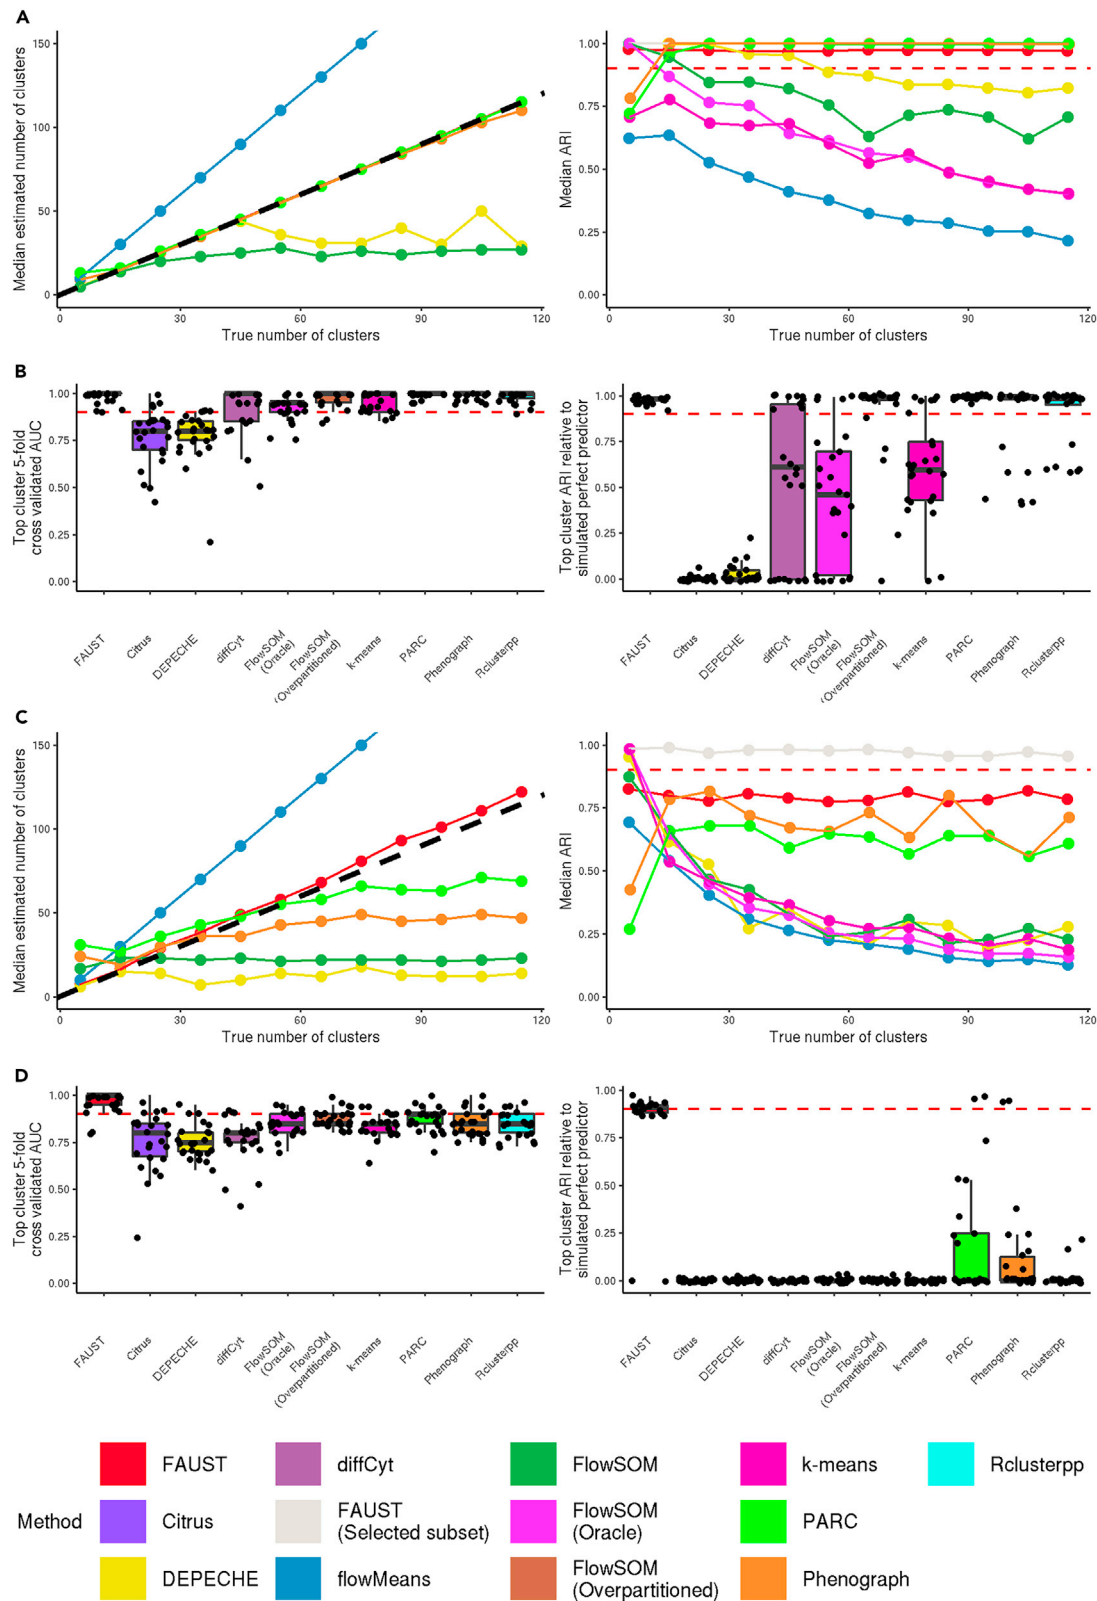 A
Median estimated number of clusters
150
100
50
0
0
30
60
90
120
True number of clusters
Median ARI
1.00
0.75
0.50
0.25
0.00
0
30
60
90
120
True number of clusters
B
Top cluster 5-fold
cross validated AUC
1.00
0.75
0.50
0.25
0.00
FAUST
Citrus
DEPECHE
diffCyt
FlowSOM
(Oracle)
FlowSOM
(Overpartitioned)
k-means
PARC
Phenograph
Rclusterpp
Top cluster ARI relative to
simulated perfect predictor
1.00
0.75
0.50
0.25
0.00
FAUST
Citrus
DEPECHE
diffCyt
FlowSOM
(Oracle)
FlowSOM
(Overpartitioned)
k-means
PARC
Phenograph
Rclusterpp
C
Median estimated number of clusters
150
100
50
0
0
30
60
90
120
True number of clusters
Median ARI
1.00
0.75
0.50
0.25
0.00
0
30
60
90
120
True number of clusters
D
Top cluster 5-fold
cross validated AUC
1.00
0.75
0.50
0.25
0.00
FAUST
Citrus
DEPECHE
diffCyt
FlowSOM
(Oracle)
FlowSOM
(Overpartitioned)
k-means
PARC
Phenograph
Rclusterpp
Top cluster ARI relative to
simulated perfect predictor
1.00
0.75
0.50
0.25
0.00
FAUST
Citrus
DEPECHE
diffCyt
FlowSOM
(Oracle)
FlowSOM
(Overpartitioned)
k-means
PARC
Phenograph
Rclusterpp
Method
FAUST
Citrus
DEPECHE
diffCyt
FAUST
(Selected subset)
flowMeans
FlowSOM
FlowSOM
(Oracle)
FlowSOM
(Overpartitioned)
k-means
PARC
Phenograph
Rclusterpp